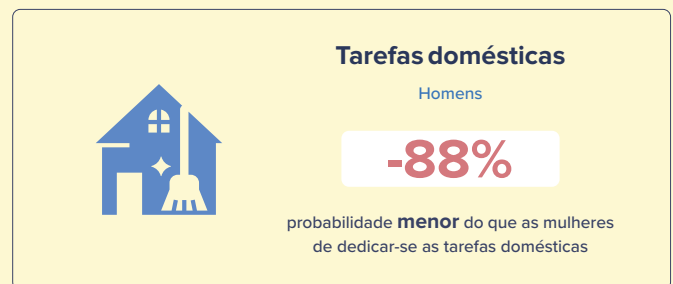 Tarefas domésticas
Homens
-88%
probabilidade menor do que as mulheres
de dedicar-se as tarefas domésticas